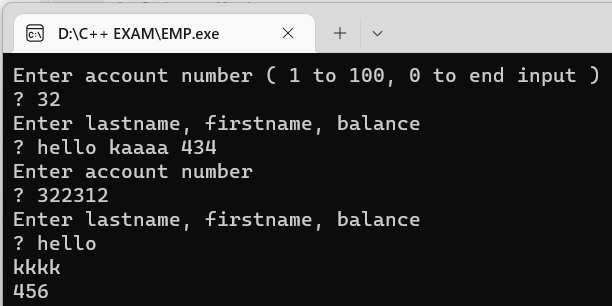 D:\C++ EXAM\EMP.exe
Enter account number ( 1 to 100, 0 to end input )
? 32
Enter lastname, firstname, balance
? hello kaaaa 434
Enter account number
? 322312
Enter lastname, firstname, balance
? hello
kkkk
456